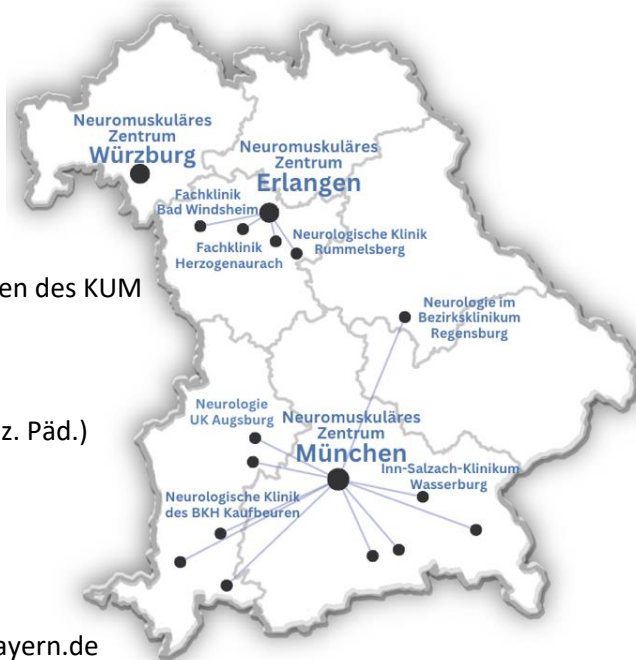 Neuromuskuläres
Zentrum
Würzburg
Neuromuskuläres
Zentrum
Erlangen
Fachklinik
Bad Windsheim
Fachklinik
Herzogenaurach
Neurologische Klinik
Rummelsberg
en des KUM
Neurologie im
Bezirksklinikum
Regensburg
z. Päd.)
Neurologie
UK Augsburg
Neuromuskuläres
Zentrum
München
Inn-Salzach-Klinikum
Wasserburg
Neurologische Klinik
des BKH Kaufbeuren
ayern.de